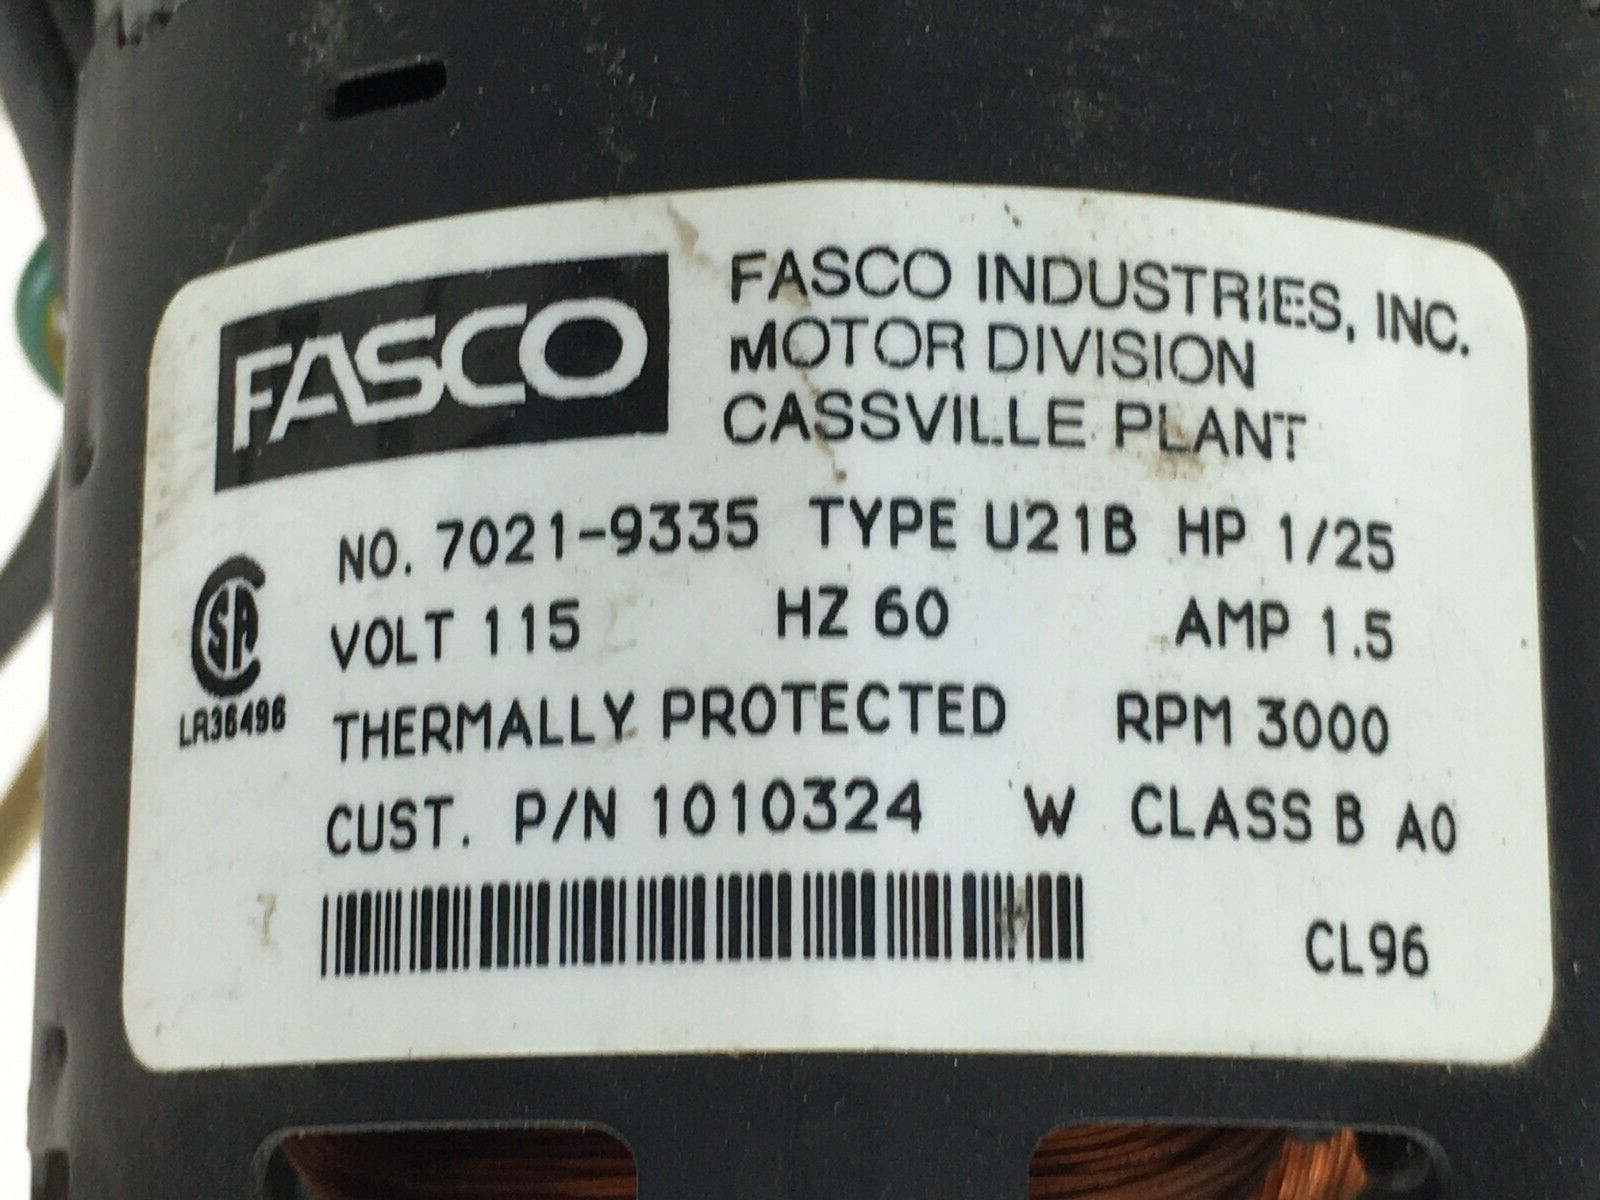 FASCO
FASCO INDUSTRIES, INC.
MOTOR DIVISION
CASSVILLE PLANT
NO. 7021-9335 TYPE U21B HP 1/25
VOLT 115 HZ 60 AMP 1.5
THERMALLY PROTECTED RPM 3000
CUST. P/N 1010324 W CLASS B A0
SA
LR36496
CL96